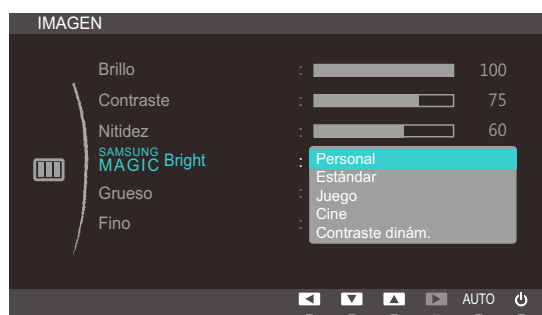 IMAGEN
Brillo : 100
Contraste : 75
Nitidez : 60
SAMSUNG
MAGIC Bright :
Grueso :
Fino :
Personal
Estándar
Juego
Cine
Contraste dinám.
AUTO